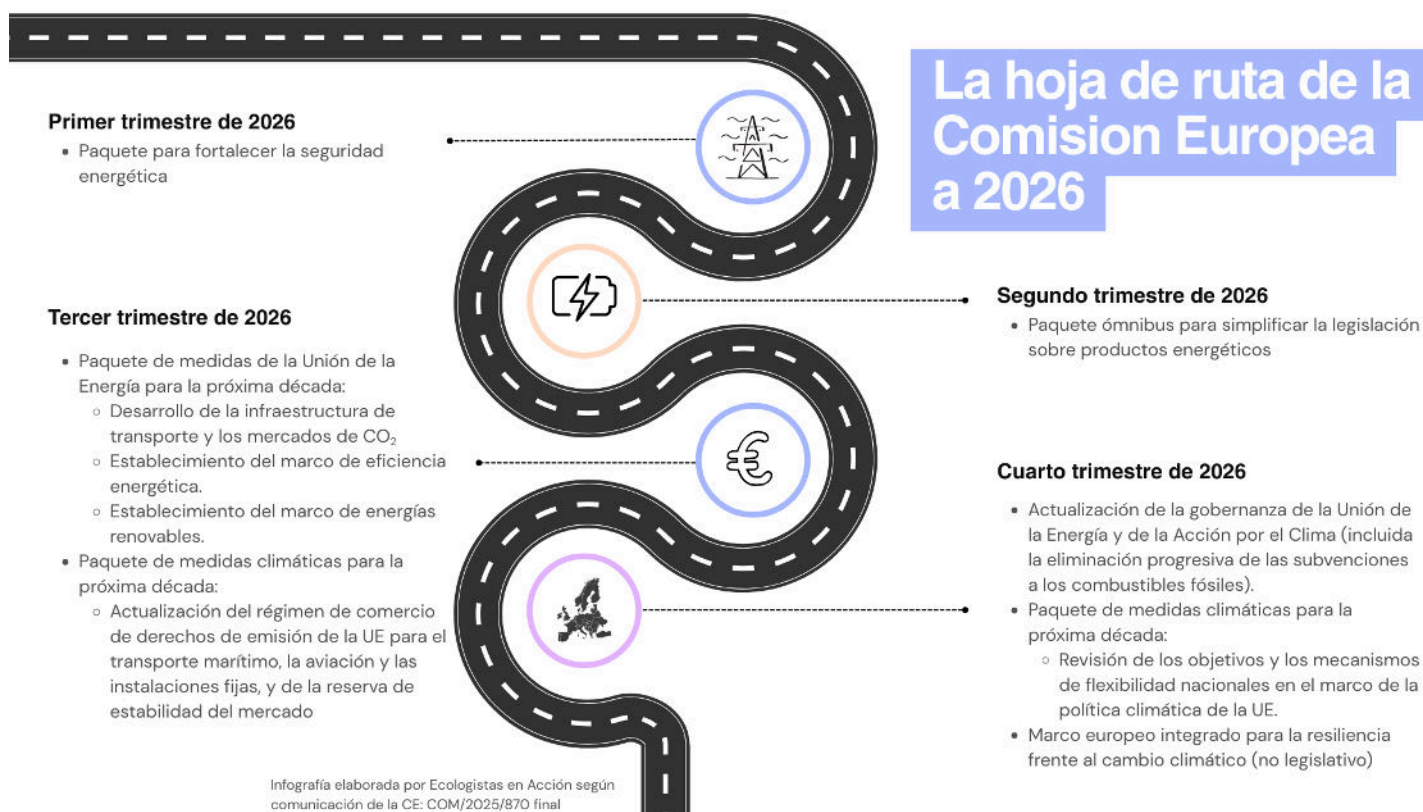 La hoja de ruta de la
Comision Europea
a 2026
Primer trimestre de 2026
• Paquete para fortalecer la seguridad
energética
Segundo trimestre de 2026
• Paquete ómnibus para simplificar la legislación
sobre productos energéticos
Tercer trimestre de 2026
• Paquete de medidas de la Unión de la
Energía para la próxima década:
◦ Desarrollo de la infraestructura de
transporte y los mercados de CO₂
◦ Establecimiento del marco de eficiencia
energética.
◦ Establecimiento del marco de energías
renovables.
• Paquete de medidas climáticas para la
próxima década:
◦ Actualización del régimen de comercio
de derechos de emisión de la UE para el
transporte marítimo, la aviación y las
instalaciones fijas, y de la reserva de
estabilidad del mercado
Cuarto trimestre de 2026
• Actualización de la gobernanza de la Unión de
la Energía y de la Acción por el Clima (incluida
la eliminación progresiva de las subvenciones
a los combustibles fósiles).
• Paquete de medidas climáticas para la
próxima década:
◦ Revisión de los objetivos y los mecanismos
de flexibilidad nacionales en el marco de la
política climática de la UE.
• Marco europeo integrado para la resiliencia
frente al cambio climático (no legislativo)
€
Infografía elaborada por Ecologistas en Acción según
comunicación de la CE: COM/2025/870 final